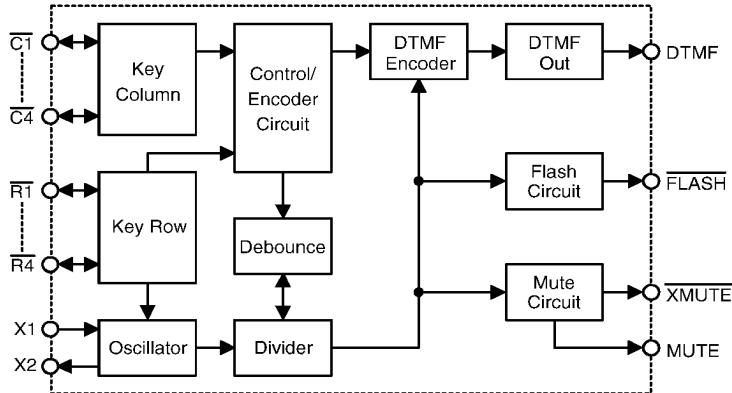 C1
C4
R1
R4
X1
X2
Key
Column
Key Row
Oscillator
Control/
Encoder
Circuit
Debounce
Divider
DTMF
Encoder
DTMF
Out
Flash
Circuit
Mute
Circuit
DTMF
FLASH
XMUTE
MUTE